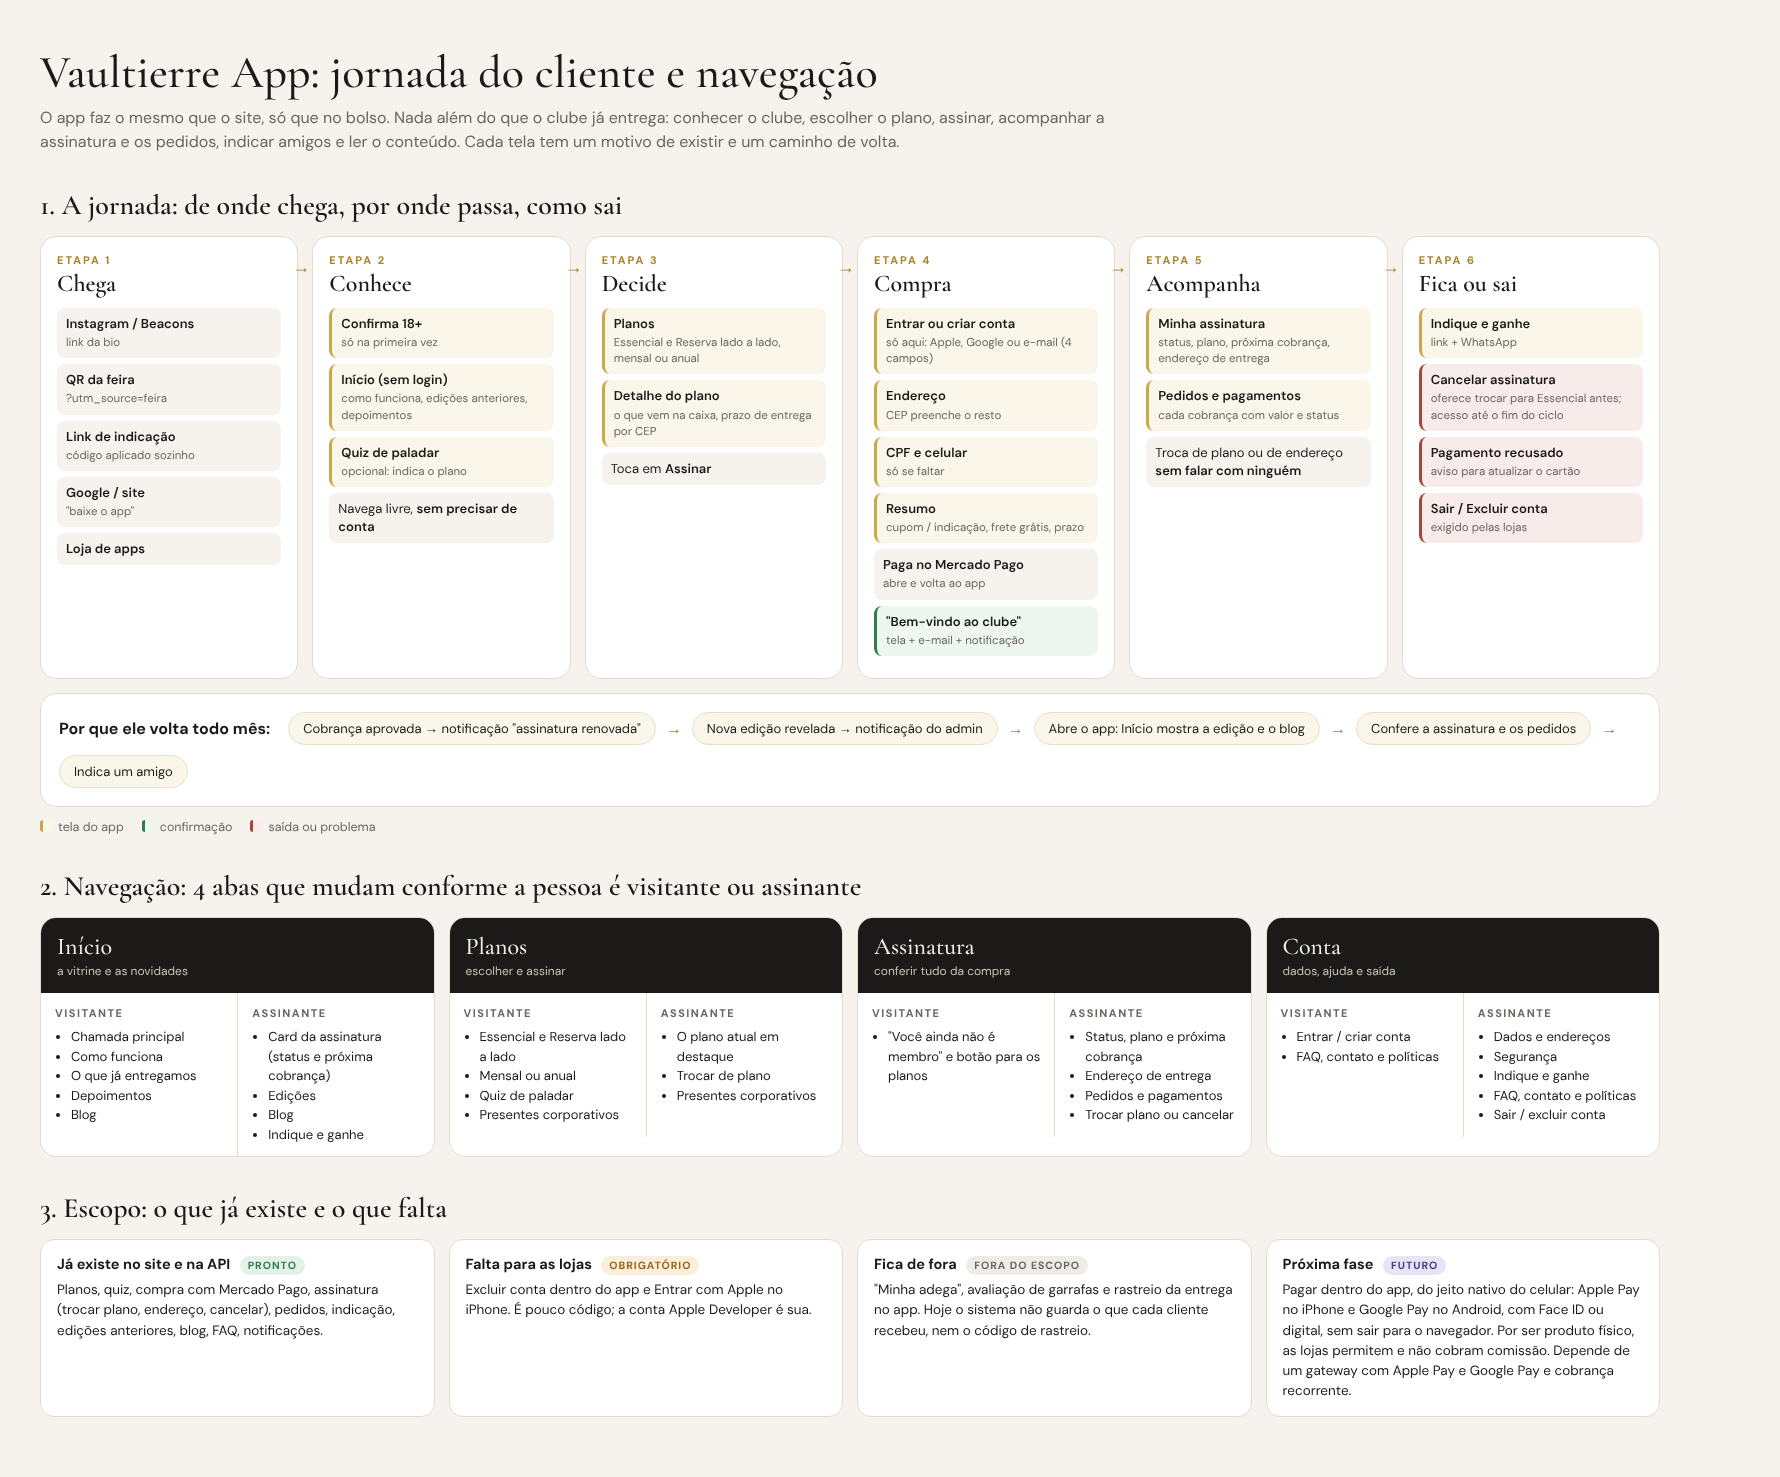 Vaultierre App: jornada do cliente e navegação
O app faz o mesmo que o site, só que no bolso. Nada além do que o clube já entrega: conhecer o clube, escolher o plano, assinar, acompanhar a
assinatura e os pedidos, indicar amigos e ler o conteúdo. Cada tela tem um motivo de existir e um caminho de volta.
1. A jornada: de onde chega, por onde passa, como sai
ETAPA 1
Chega
Instagram / Beacons
link da bio
QR da feira
?utm_source=feira
Link de indicação
código aplicado sozinho
Google / site
"baixe o app"
Loja de apps
→
ETAPA 2
Conhece
Confirma 18+
só na primeira vez
Início (sem login)
como funciona, edições anteriores,
depoimentos
Quiz de paladar
opcional: indica o plano
Navega livre, sem precisar de
conta
→
ETAPA 3
Decide
Planos
Essencial e Reserva lado a lado,
mensal ou anual
Detalhe do plano
o que vem na caixa, prazo de entrega
por CEP
Toca em Assinar
→
ETAPA 4
Compra
Entrar ou criar conta
só aqui: Apple, Google ou e-mail (4
campos)
Endereço
CEP preenche o resto
CPF e celular
só se faltar
Resumo
cupom / indicação, frete grátis, prazo
Paga no Mercado Pago
abre e volta ao app
"Bem-vindo ao clube"
tela + e-mail + notificação
→
ETAPA 5
Acompanha
Minha assinatura
status, plano, próxima cobrança,
endereço de entrega
Pedidos e pagamentos
cada cobrança com valor e status
Troca de plano ou de endereço
sem falar com ninguém
→
ETAPA 6
Fica ou sai
Indique e ganhe
link + WhatsApp
Cancelar assinatura
oferece trocar para Essencial antes;
acesso até o fim do ciclo
Pagamento recusado
aviso para atualizar o cartão
Sair / Excluir conta
exigido pelas lojas
Por que ele volta todo mês: Cobrança aprovada → notificação "assinatura renovada" → Nova edição revelada → notificação do admin → Abre o app: Início mostra a edição e o blog → Confere a assinatura e os pedidos →
Indica um amigo
tela do app confirmação saída ou problema
2. Navegação: 4 abas que mudam conforme a pessoa é visitante ou assinante
Início
a vitrine e as novidades
VISITANTE
• Chamada principal
• Como funciona
• O que já entregamos
• Depoimentos
• Blog
ASSINANTE
• Card da assinatura
(status e próxima
cobrança)
• Edições
• Blog
• Indique e ganhe
Planos
escolher e assinar
VISITANTE
• Essencial e Reserva lado
a lado
• Mensal ou anual
• Quiz de paladar
• Presentes corporativos
ASSINANTE
• O plano atual em
destaque
• Trocar de plano
• Presentes corporativos
Assinatura
conferir tudo da compra
VISITANTE
• "Você ainda não é
membro" e botão para os
planos
ASSINANTE
• Status, plano e próxima
cobrança
• Endereço de entrega
• Pedidos e pagamentos
• Trocar plano ou cancelar
Conta
dados, ajuda e saída
VISITANTE
• Entrar / criar conta
• FAQ, contato e políticas
ASSINANTE
• Dados e endereços
• Segurança
• Indique e ganhe
• FAQ, contato e políticas
• Sair / excluir conta
3. Escopo: o que já existe e o que falta
Já existe no site e na API PRONTO
Planos, quiz, compra com Mercado Pago, assinatura
(trocar plano, endereço, cancelar), pedidos, indicação,
edições anteriores, blog, FAQ, notificações.
Falta para as lojas OBRIGATÓRIO
Excluir conta dentro do app e Entrar com Apple no
iPhone. É pouco código; a conta Apple Developer é sua.
Fica de fora FORA DO ESCOPO
"Minha adega", avaliação de garrafas e rastreio da entrega
no app. Hoje o sistema não guarda o que cada cliente
recebeu, nem o código de rastreio.
Próxima fase FUTURO
Pagar dentro do app, do jeito nativo do celular: Apple Pay
no iPhone e Google Pay no Android, com Face ID ou
digital, sem sair para o navegador. Por ser produto físico,
as lojas permitem e não cobram comissão. Depende de
um gateway com Apple Pay e Google Pay e cobrança
recorrente.